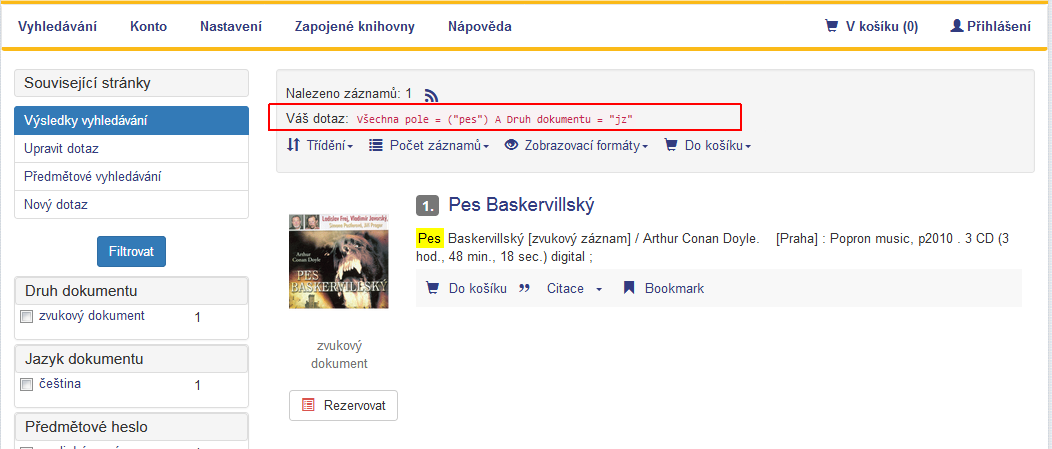 Vyhledávání Konto Nastavení Zapojené knihovny Nápověda V košíku (0) Přihlášení
Související stránky
Výsledky vyhledávání
Upravit dotaz
Předmětové vyhledávání
Nový dotaz
Filtrovat
Druh dokumentu
zvukový dokument 1
Jazyk dokumentu
čeština 1
Předmětové heslo
Nalezeno záznamů: 1
Váš dotaz: Všechna pole = ("pes") A Druh dokumentu = "jz"
Třídění Počet záznamů Zobrazovací formáty Do košíku
Ladislav Frej, Vladimír Javorský,
Arthur
Conan Doyle
PES
BASKERVILLSKÝ
zvukový
dokument
Rezervovat
1. Pes Baskervillský
Pes Baskervillský [zvukový záznam] / Arthur Conan Doyle. [Praha] : Popron music, p2010 . 3 CD (3
hod., 48 min., 18 sec.) digital ;
Do košíku Citace Bookmark